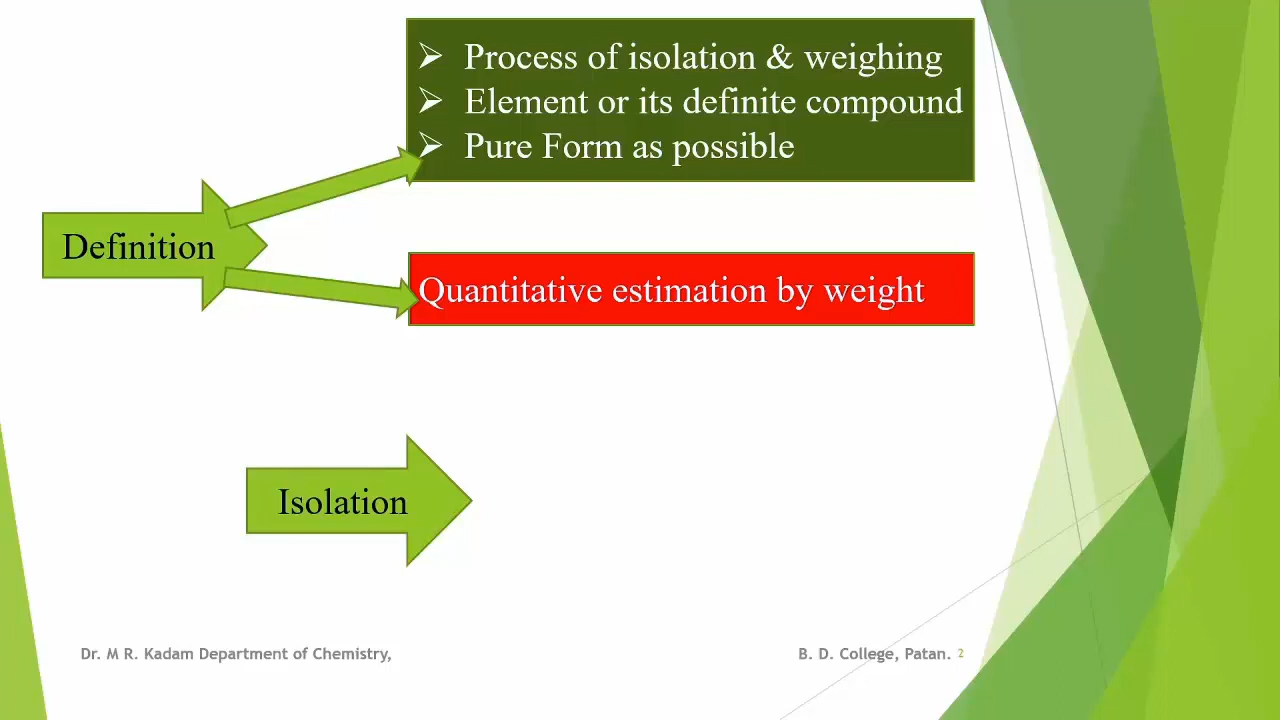 ➢ Process of isolation & weighing
➢ Element or its definite compound
➢ Pure Form as possible
Definition
Quantitative estimation by weight
Isolation
Dr. M R. Kadam Department of Chemistry,
B. D. College, Patan. 2